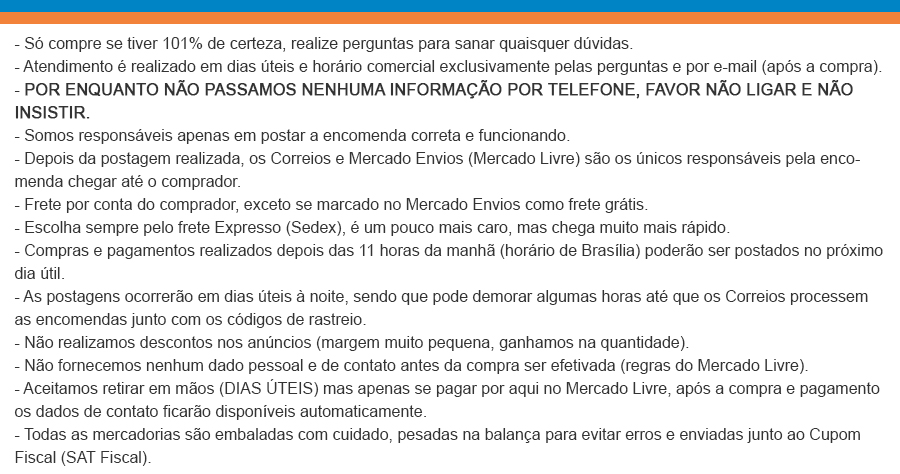 - Só compre se tiver 101% de certeza, realize perguntas para sanar quaisquer dúvidas.
- Atendimento é realizado em dias úteis e horário comercial exclusivamente pelas perguntas e por e-mail (após a compra).
- POR ENQUANTO NÃO PASSAMOS NENHUMA INFORMAÇÃO POR TELEFONE, FAVOR NÃO LIGAR E NÃO
INSISTIR.
- Somos responsáveis apenas em postar a encomenda correta e funcionando.
- Depois da postagem realizada, os Correios e Mercado Envios (Mercado Livre) são os únicos responsáveis pela enco-
menda chegar até o comprador.
- Frete por conta do comprador, exceto se marcado no Mercado Envios como frete grátis.
- Escolha sempre pelo frete Expresso (Sedex), é um pouco mais caro, mas chega muito mais rápido.
- Compras e pagamentos realizados depois das 11 horas da manhã (horário de Brasília) poderão ser postados no próximo
dia útil.
- As postagens ocorrerão em dias úteis à noite, sendo que pode demorar algumas horas até que os Correios processem
as encomendas junto com os códigos de rastreio.
- Não realizamos descontos nos anúncios (margem muito pequena, ganhamos na quantidade).
- Não fornecemos nenhum dado pessoal e de contato antes da compra ser efetivada (regras do Mercado Livre).
- Aceitamos retirar em mãos (DIAS ÚTEIS) mas apenas se pagar por aqui no Mercado Livre, após a compra e pagamento
os dados de contato ficarão disponíveis automaticamente.
- Todas as mercadorias são embaladas com cuidado, pesadas na balança para evitar erros e enviadas junto ao Cupom
Fiscal (SAT Fiscal).